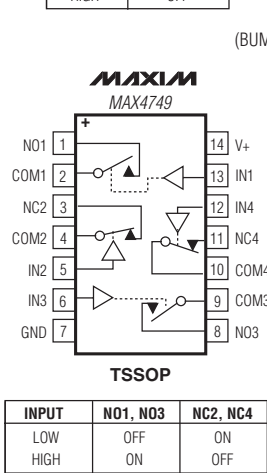 HIGH OFF
(BUM
MAXIM
MAX4749
+
NO1 1
COM1 2
NC2 3
COM2 4
IN2 5
IN3 6
GND 7
14 V+
13 IN1
12 IN4
11 NC4
10 COM4
9 COM3
8 NO3
TSSOP
INPUT NO1, NO3 NC2, NC4
LOW OFF ON
HIGH ON OFF